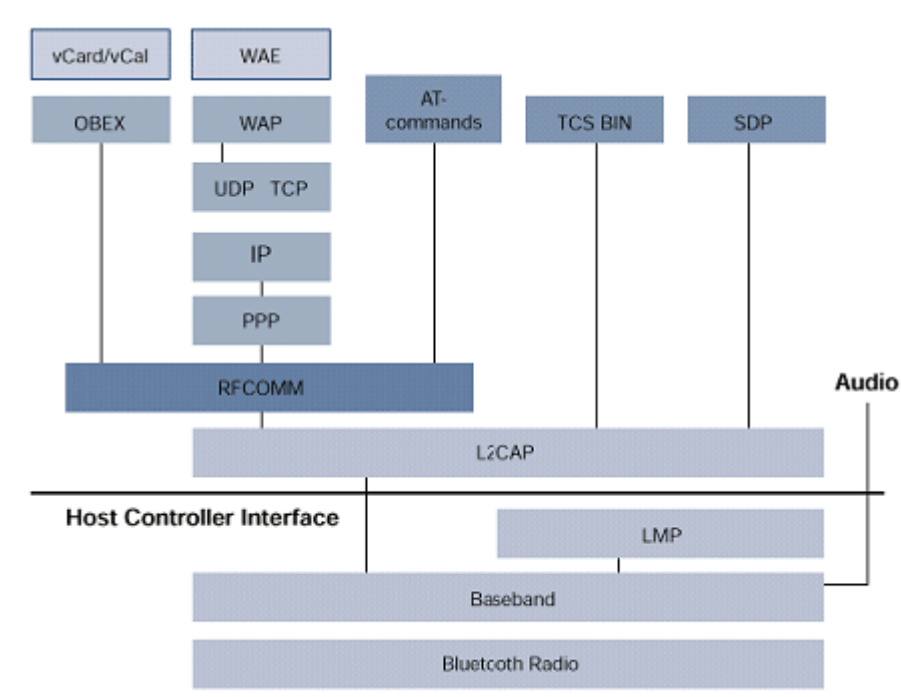 vCard/vCal
WAE
OBEX
WAP
AT-
commands
TCS BIN
SDP
UDP TCP
IP
PPP
RFCOMM
Audio
L2CAP
Host Controller Interface
LMP
Baseband
Bluetcoth Radio